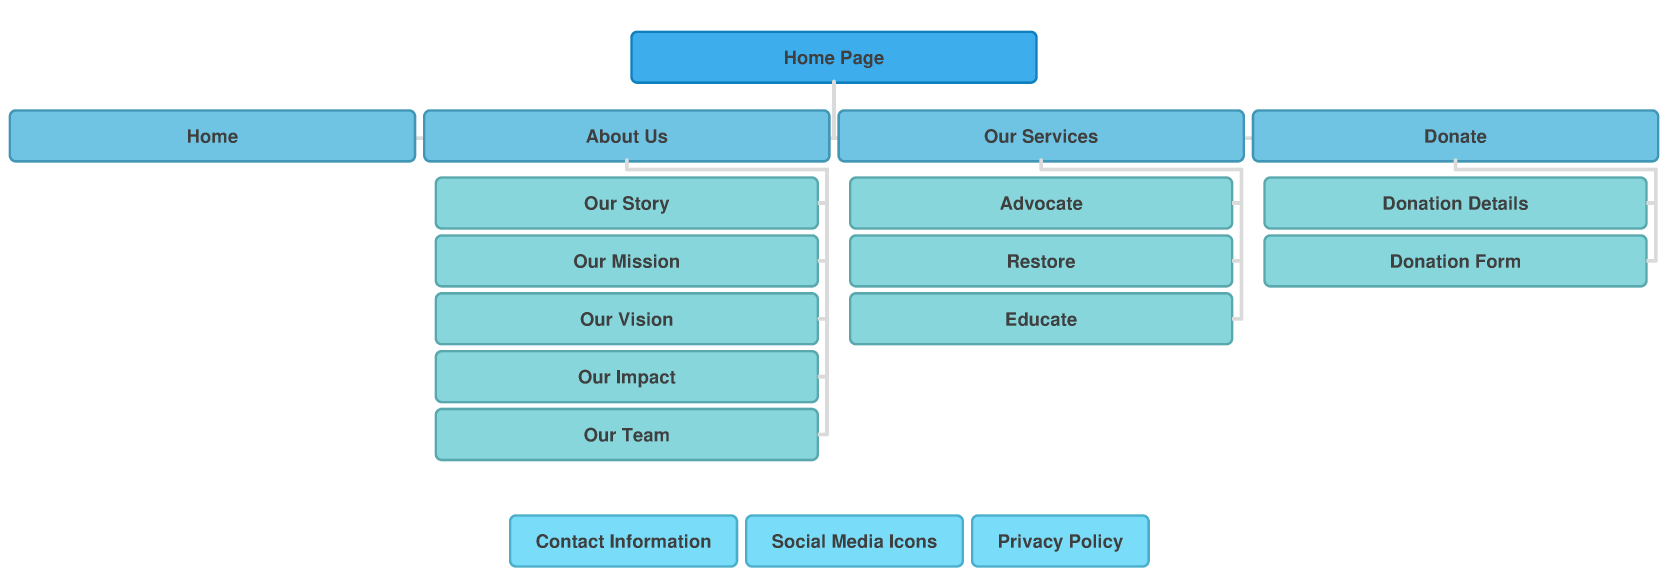 Home Page
Home
About Us
Our Services
Donate
Our Story
Advocate
Donation Details
Our Mission
Restore
Donation Form
Our Vision
Educate
Our Impact
Our Team
Contact Information
Social Media Icons
Privacy Policy